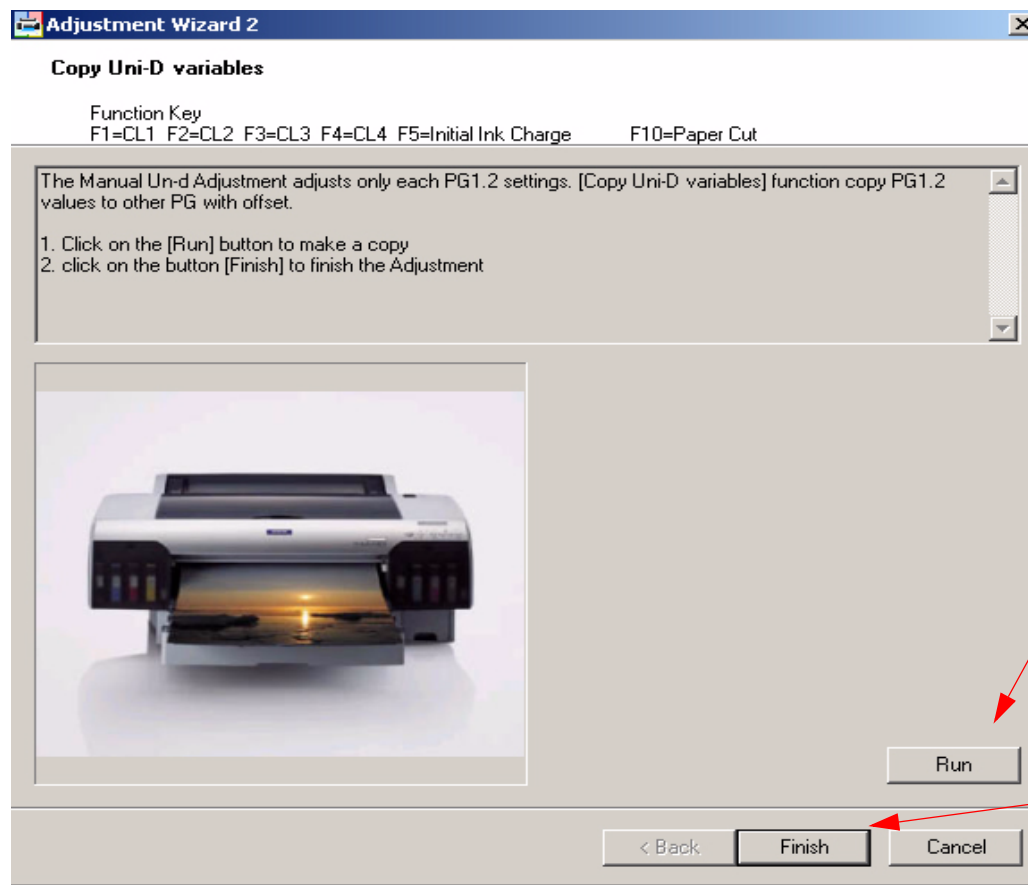 Adjustment Wizard 2
Copy Uni-D variables
Function Key
F1=CL1 F2=CL2 F3=CL3 F4=CL4 F5=Initial Ink Charge F10=Paper Cut
The Manual Un-d Adjustment adjusts only each PG1.2 settings. [Copy Uni-D variables] function copy PG1.2
values to other PG with offset.
1. Click on the [Run] button to make a copy
2. click on the button [Finish] to finish the Adjustment
Run
< Back Finish Cancel